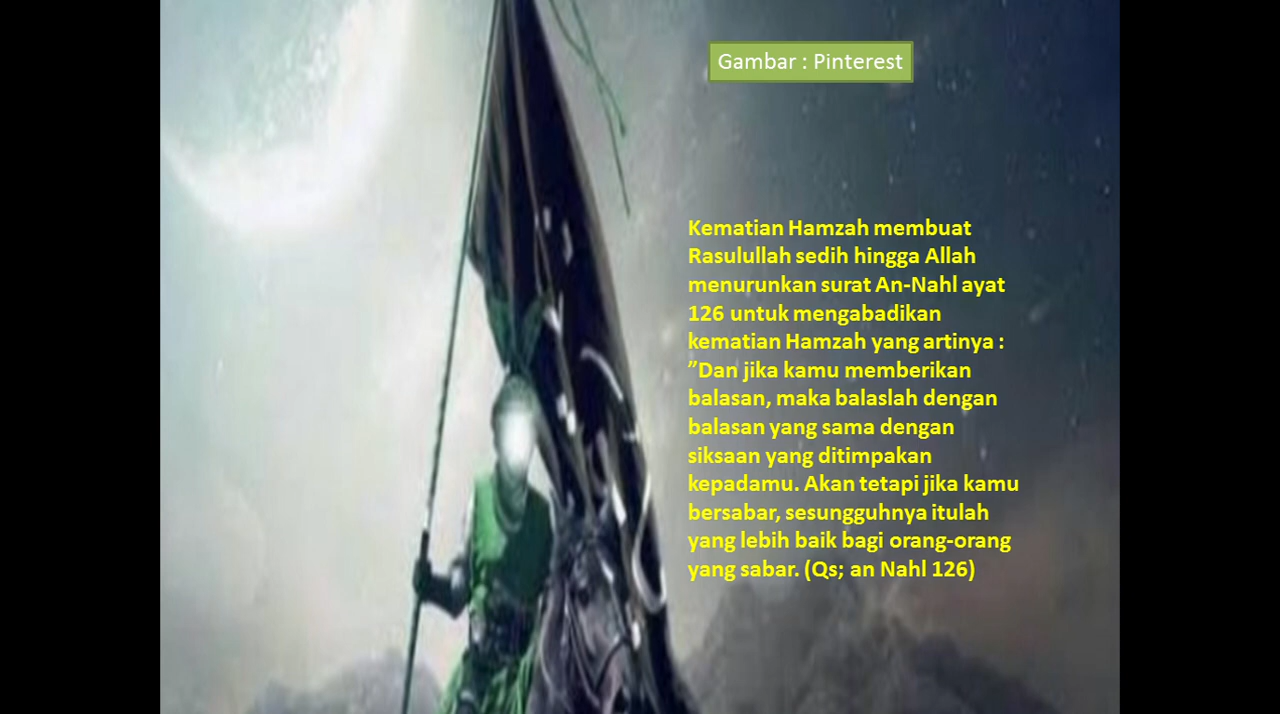 Gambar : Pinterest
Kematian Hamzah membuat
Rasulullah sedih hingga Allah
menurunkan surat An-Nahl ayat
126 untuk mengabadikan
kematian Hamzah yang artinya :
”Dan jika kamu memberikan
balasan, maka balaslah dengan
balasan yang sama dengan
siksaan yang ditimpakan
kepadamu. Akan tetapi jika kamu
bersabar, sesungguhnya itulah
yang lebih baik bagi orang-orang
yang sabar. (Qs; an Nahl 126)